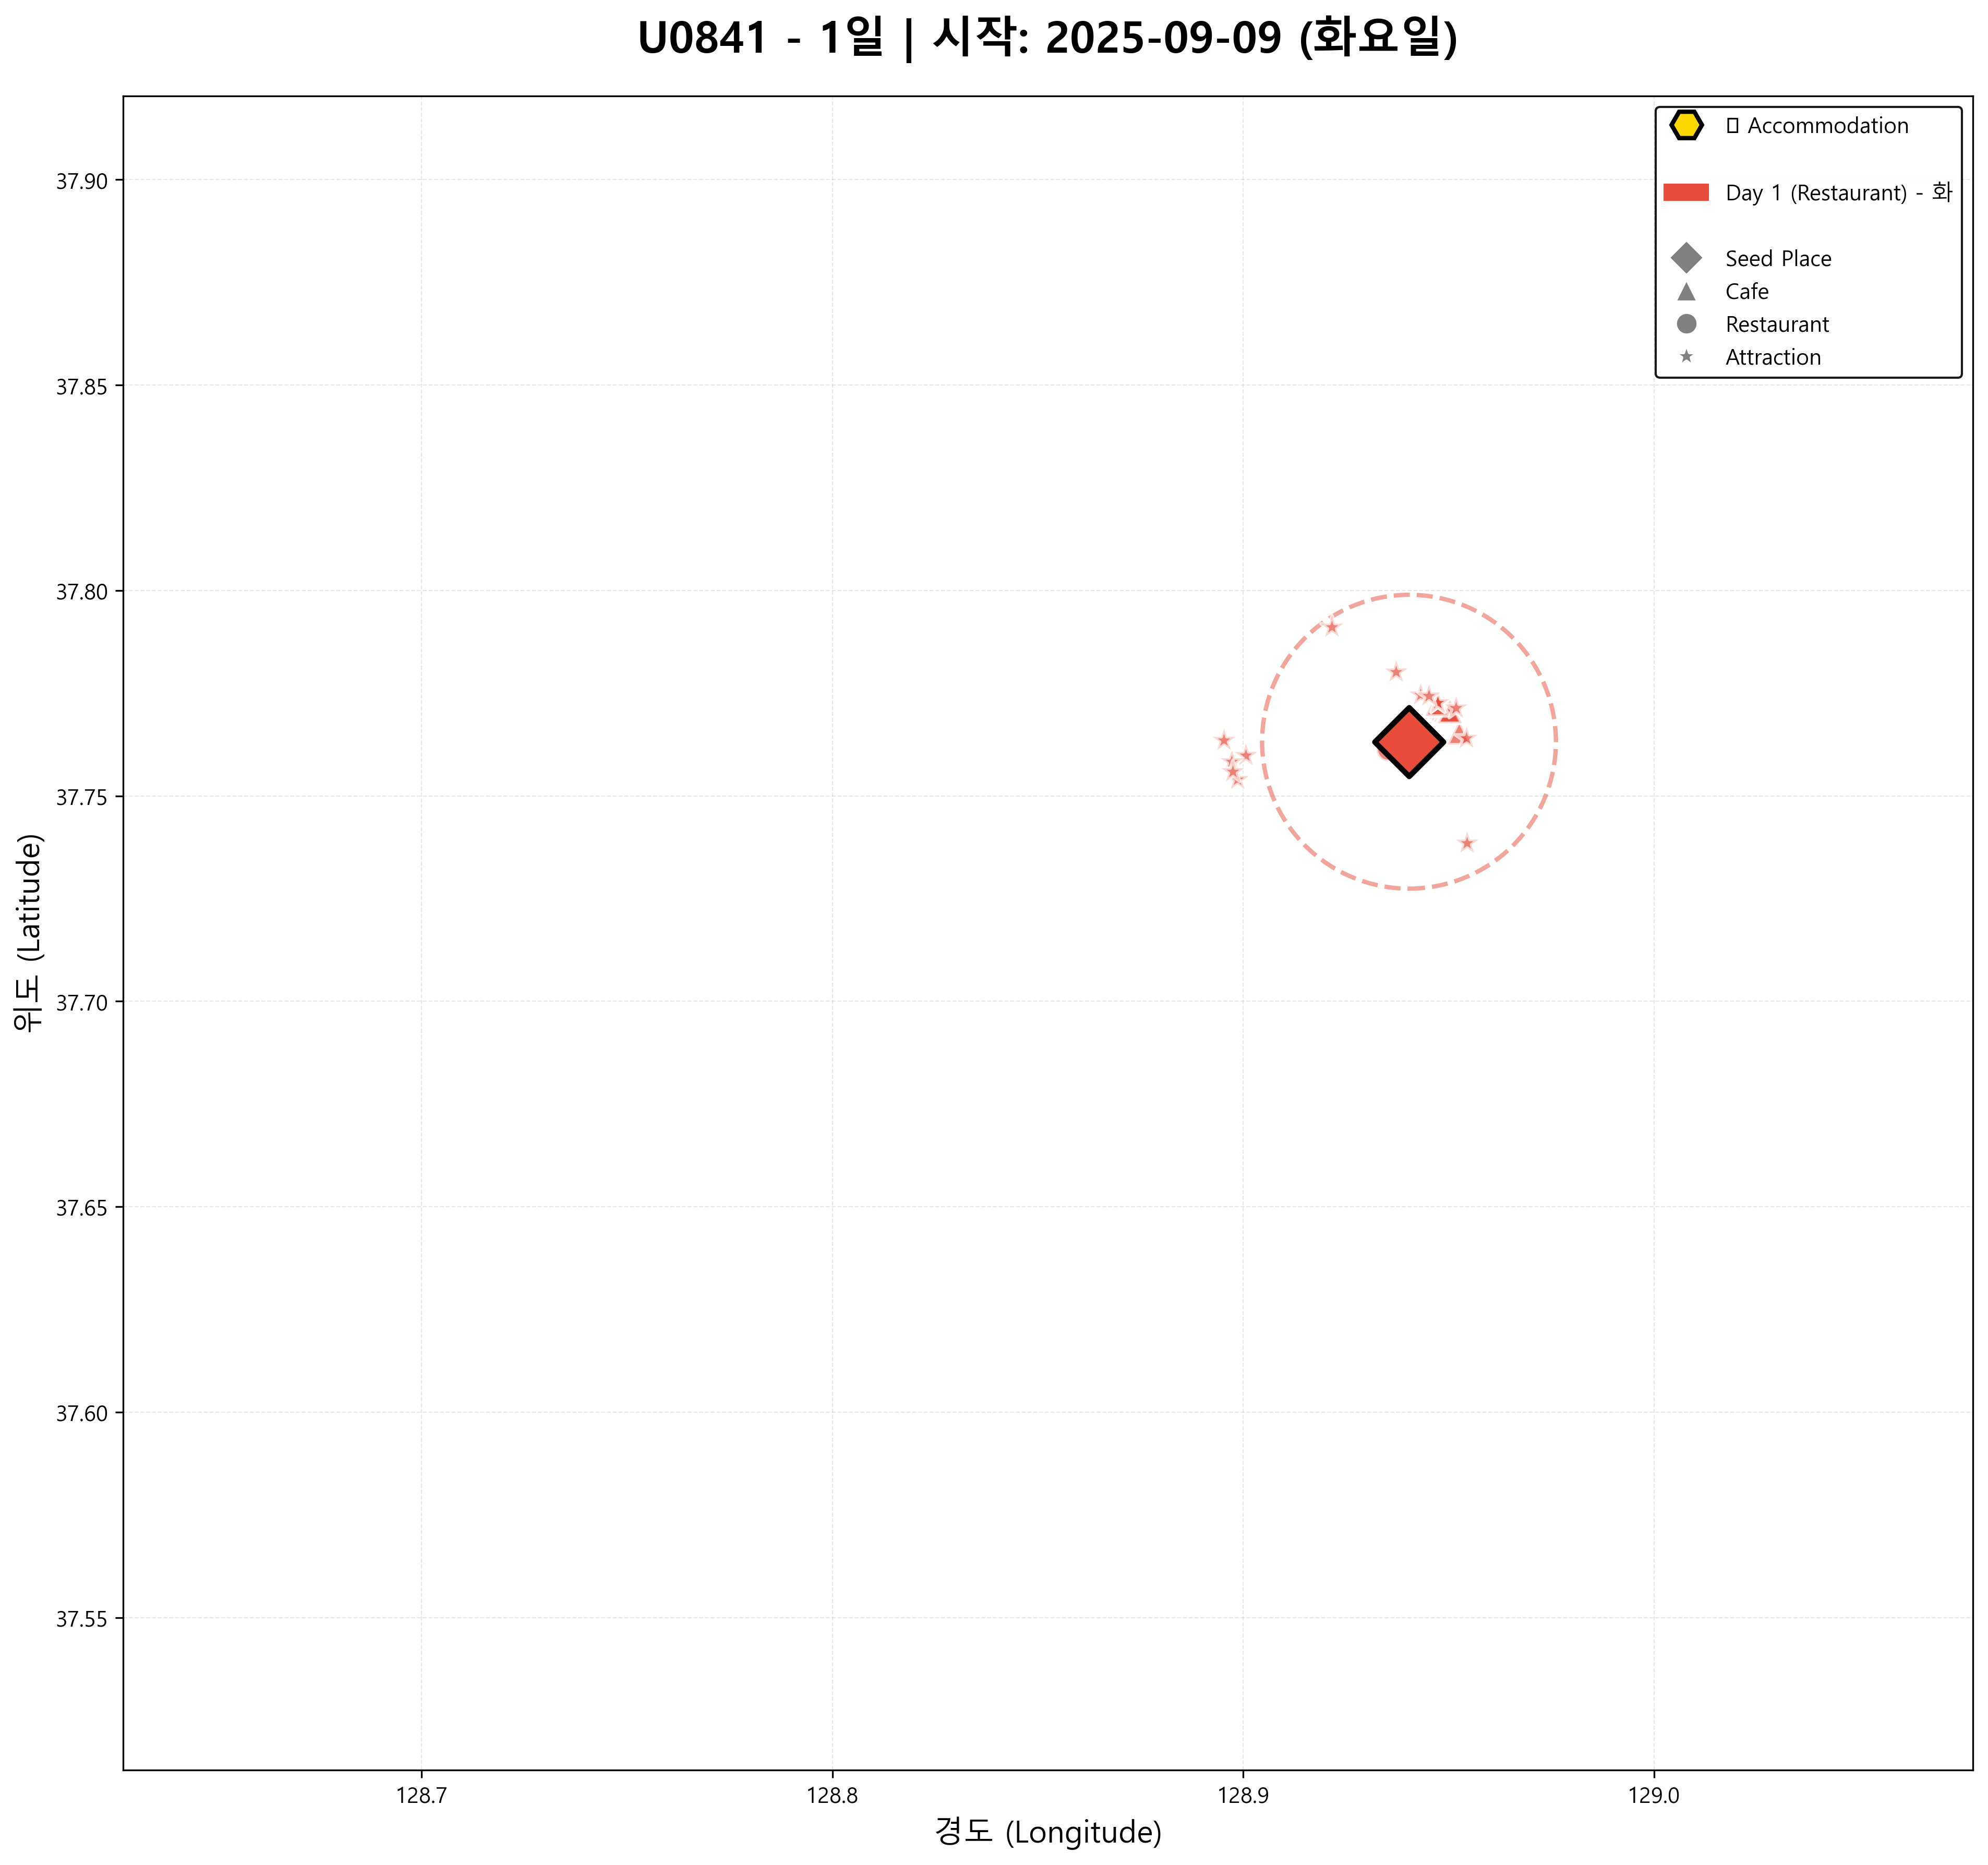 U0841 - 1일 | 시작: 2025-09-09 (화요일)
Accommodation
Day 1 (Restaurant) - 화
Seed Place
Cafe
Restaurant
Attraction
위도 (Latitude)
37.90
37.85
37.80
37.75
37.70
37.65
37.60
37.55
128.7
128.8
128.9
129.0
경도 (Longitude)